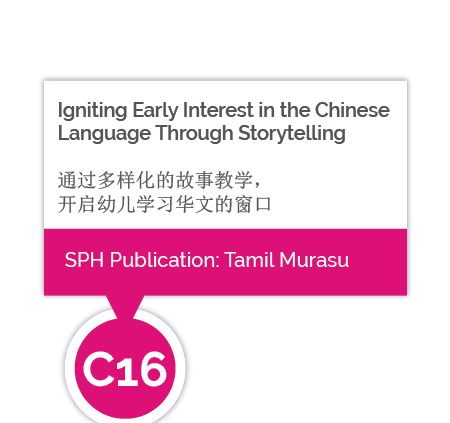 Igniting Early Interest in the Chinese
Language Through Storytelling
通过多样化的故事教学，
开启幼儿学习华文的窗口
SPH Publication: Tamil Murasu
C16